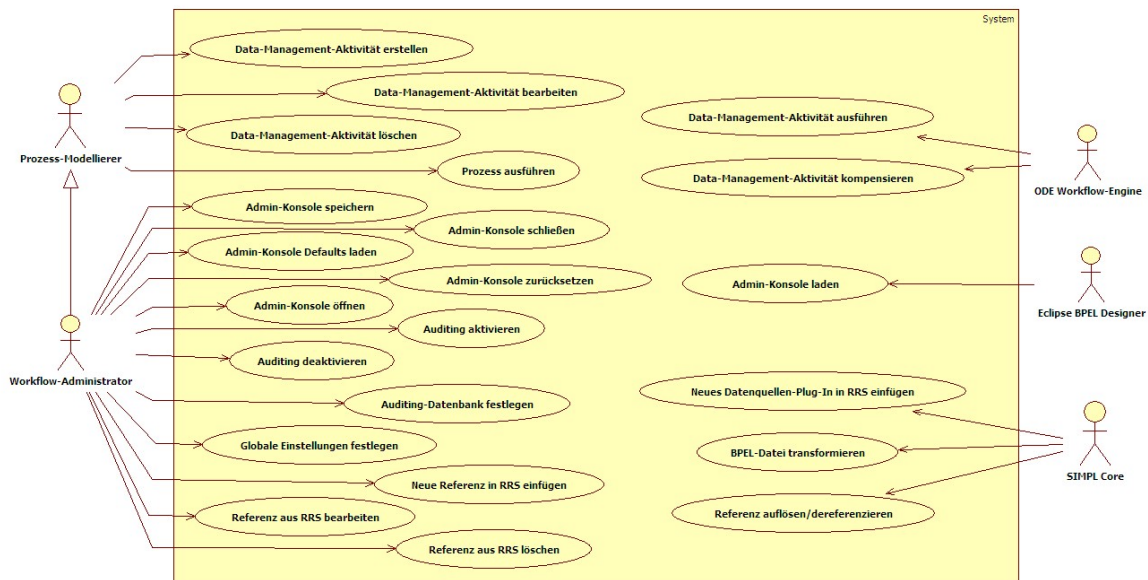 System
Data-Management-Aktivität erstellen
Data-Management-Aktivität bearbeiten
Data-Management-Aktivität löschen
Prozess ausführen
Prozess-Modellierer
Admin-Konsole speichern
Admin-Konsole schließen
Admin-Konsole Defaults laden
Admin-Konsole zurücksetzen
Admin-Konsole öffnen
Auditing aktivieren
Auditing deaktivieren
Workflow-Administrator
Auditing-Datenbank festlegen
Globale Einstellungen festlegen
Neue Referenz in RRS einfügen
Referenz aus RRS bearbeiten
Referenz aus RRS löschen
Data-Management-Aktivität ausführen
Data-Management-Aktivität kompensieren
ODE Workflow-Engine
Admin-Konsole laden
Eclipse BPEL Designer
Neues Datenquellen-Plug-In in RRS einfügen
BPEL-Datei transformieren
Referenz auflösen/dereferenzieren
SIMPL Core